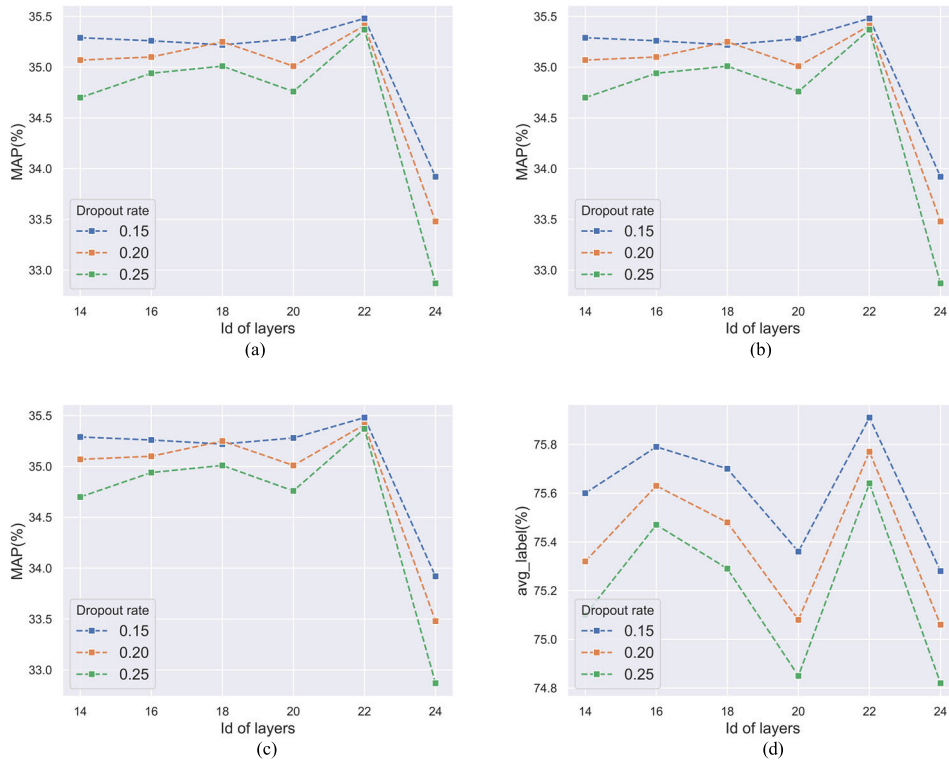 35.5
35.0
34.5
34.0
33.5
33.0
MAP(%)
Dropout rate
0.15
0.20
0.25
14 16 18 20 22 24
Id of layers
(a)
35.5
35.0
34.5
34.0
33.5
33.0
MAP(%)
Dropout rate
0.15
0.20
0.25
14 16 18 20 22 24
Id of layers
(b)
35.5
35.0
34.5
34.0
33.5
33.0
MAP(%)
Dropout rate
0.15
0.20
0.25
14 16 18 20 22 24
Id of layers
(c)
75.8
75.6
75.4
75.2
75.0
74.8
avg_label(%)
Dropout rate
0.15
0.20
0.25
14 16 18 20 22 24
Id of layers
(d)